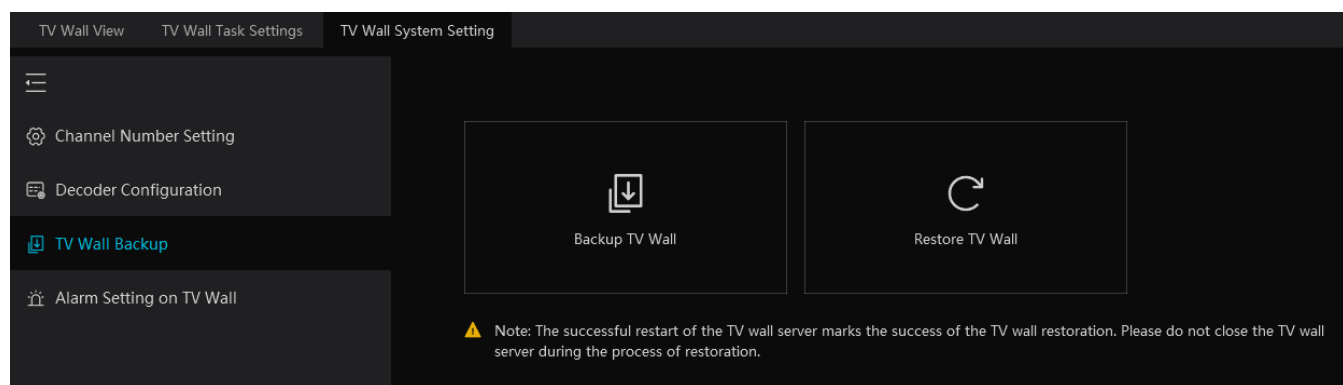 TV Wall View TV Wall Task Settings TV Wall System Setting
Channel Number Setting
Decoder Configuration
TV Wall Backup
Alarm Setting on TV Wall
Backup TV Wall
Restore TV Wall
Note: The successful restart of the TV wall server marks the success of the TV wall restoration. Please do not close the TV wall
server during the process of restoration.